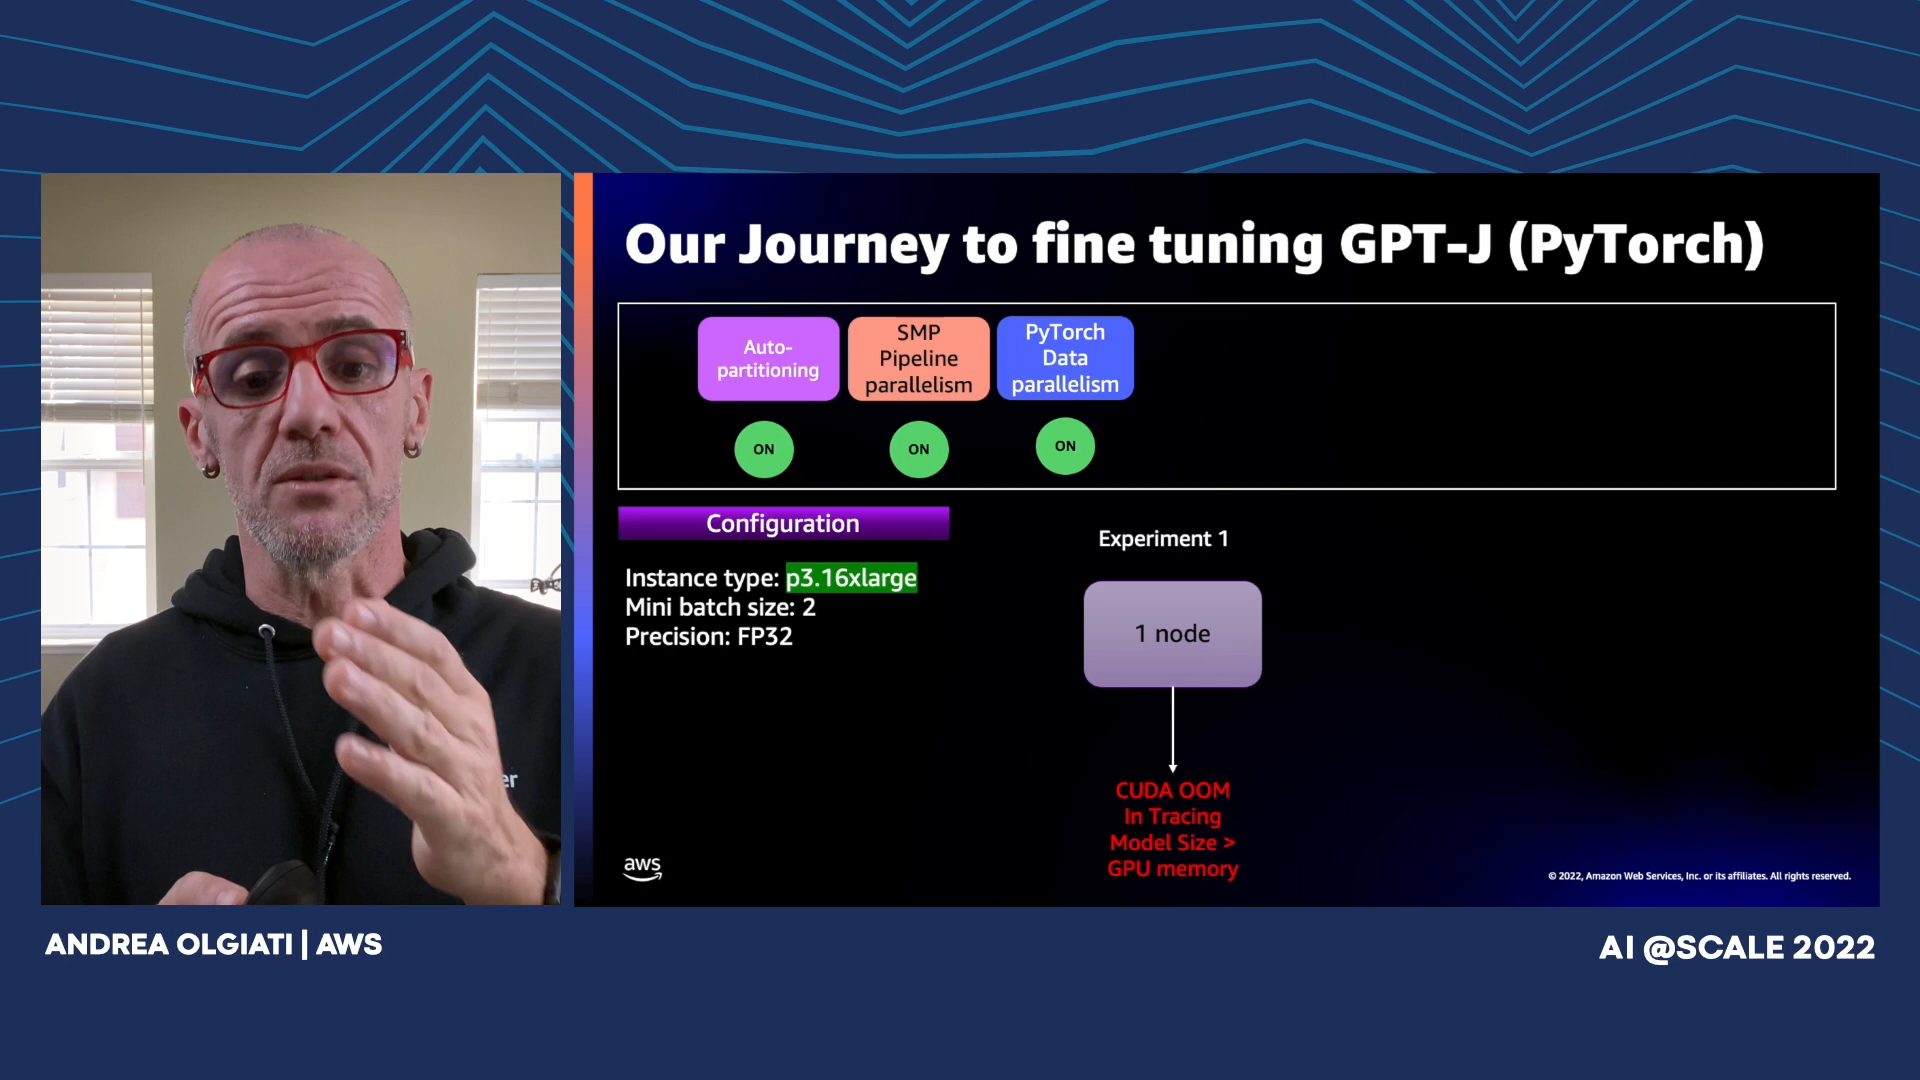 Our Journey to fine tuning GPT-J (PyTorch)
Auto-
partitioning
SMP
Pipeline
parallelism
PyTorch
Data
parallelism
ON
ON
ON
Configuration
Instance type: p3.16xlarge
Mini batch size: 2
Precision: FP32
Experiment 1
1 node
CUDA OOM
In Tracing
Model Size >
GPU memory
er
aws
© 2022, Amazon Web Services, Inc. or its affiliates. All rights reserved.
ANDREA OLGIATI | AWS
AI @SCALE 2022